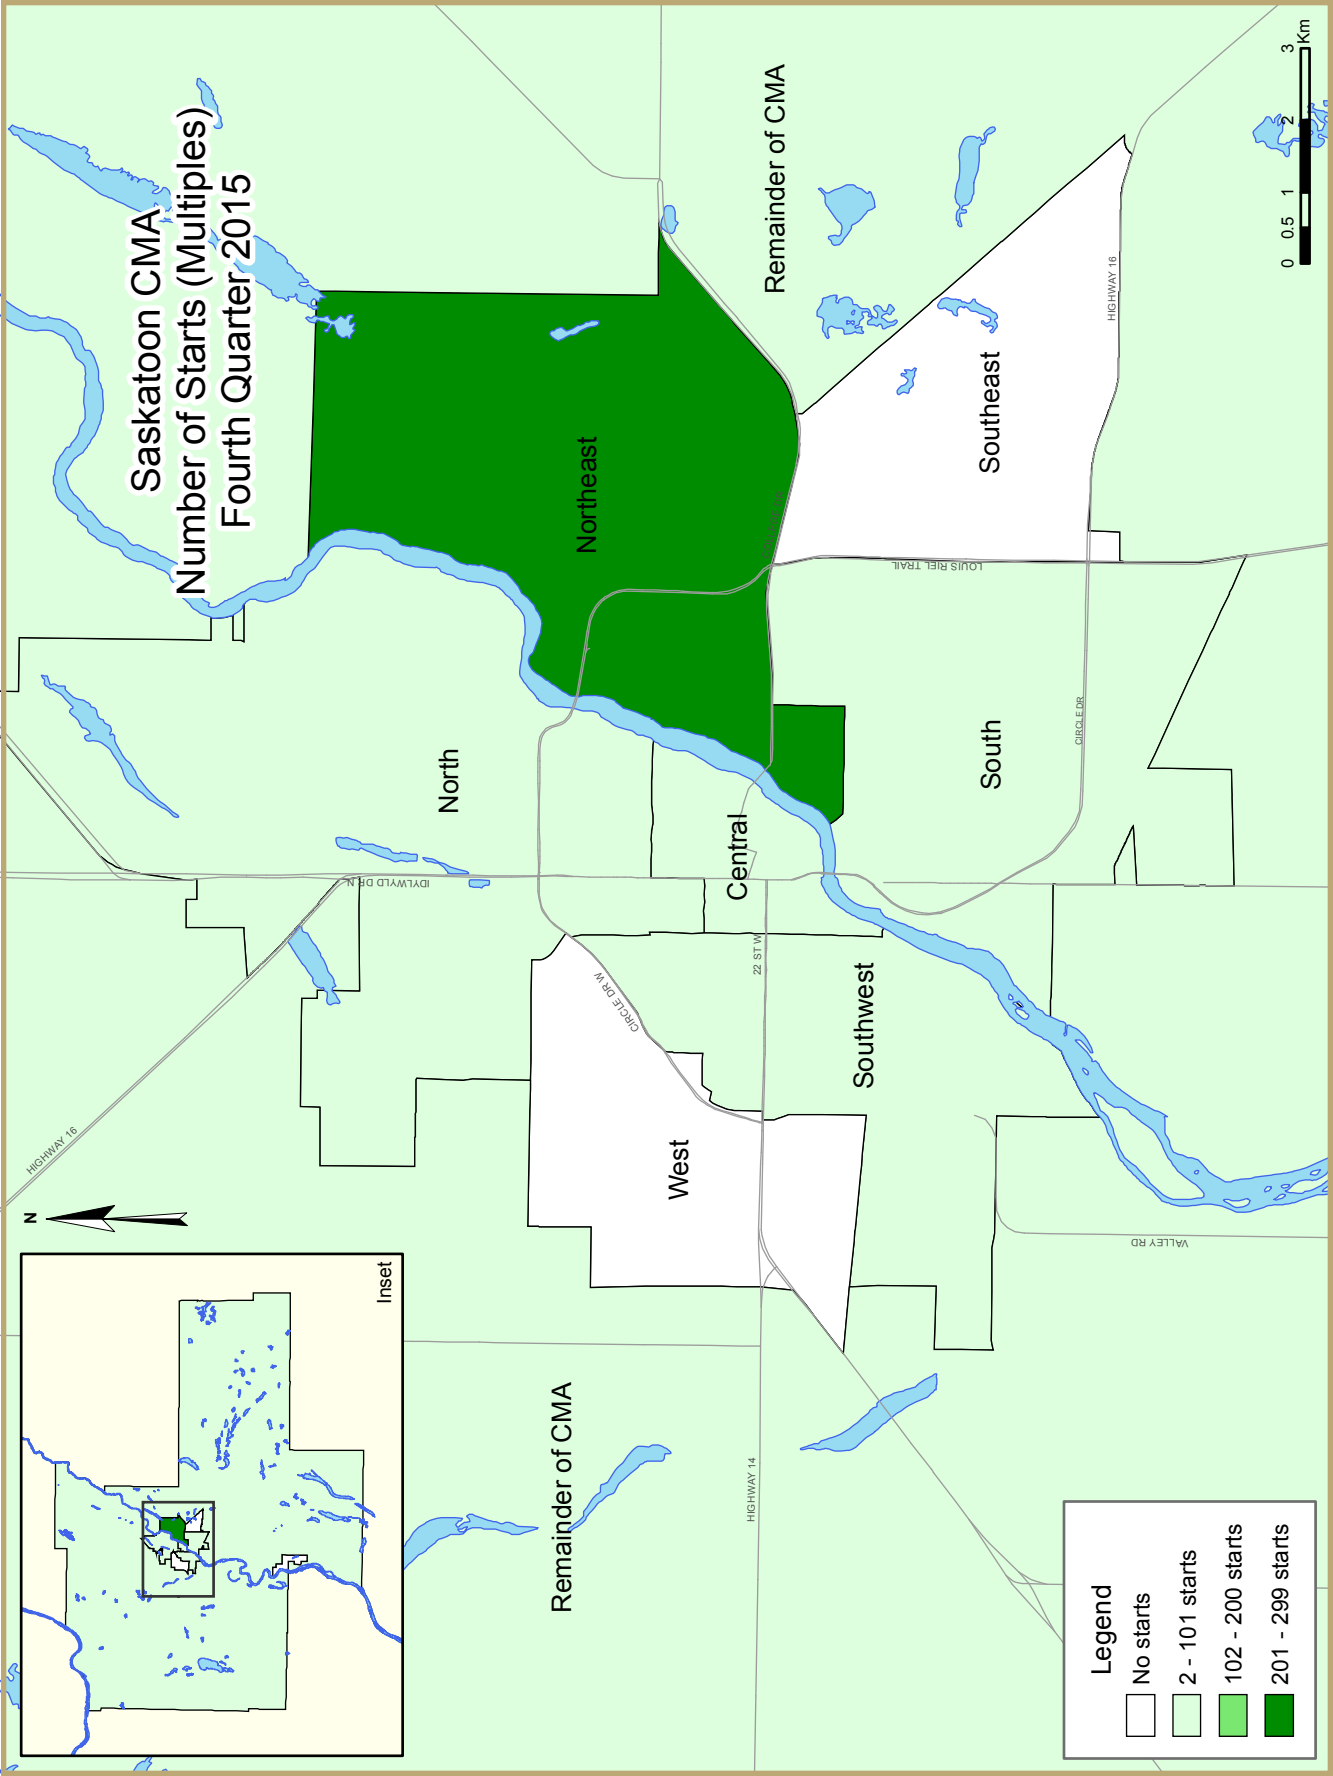 Saskatoon CMA
Number of Starts (Multiples)
Fourth Quarter 2015
N
HIGHWAY 16
IDYLWYLD DR N
North
Northeast
Remainder of CMA
CIRCLE DR W
West
Central
22 ST W
Southwest
South
Southeast
LOUIS RIEL TRAIL
CIRCLE DR
HIGHWAY 16
VALLEY RD
HIGHWAY 14
Remainder of CMA
Inset
Legend
No starts
2 - 101 starts
102 - 200 starts
201 - 299 starts
0 0.5 1 2 3
Km